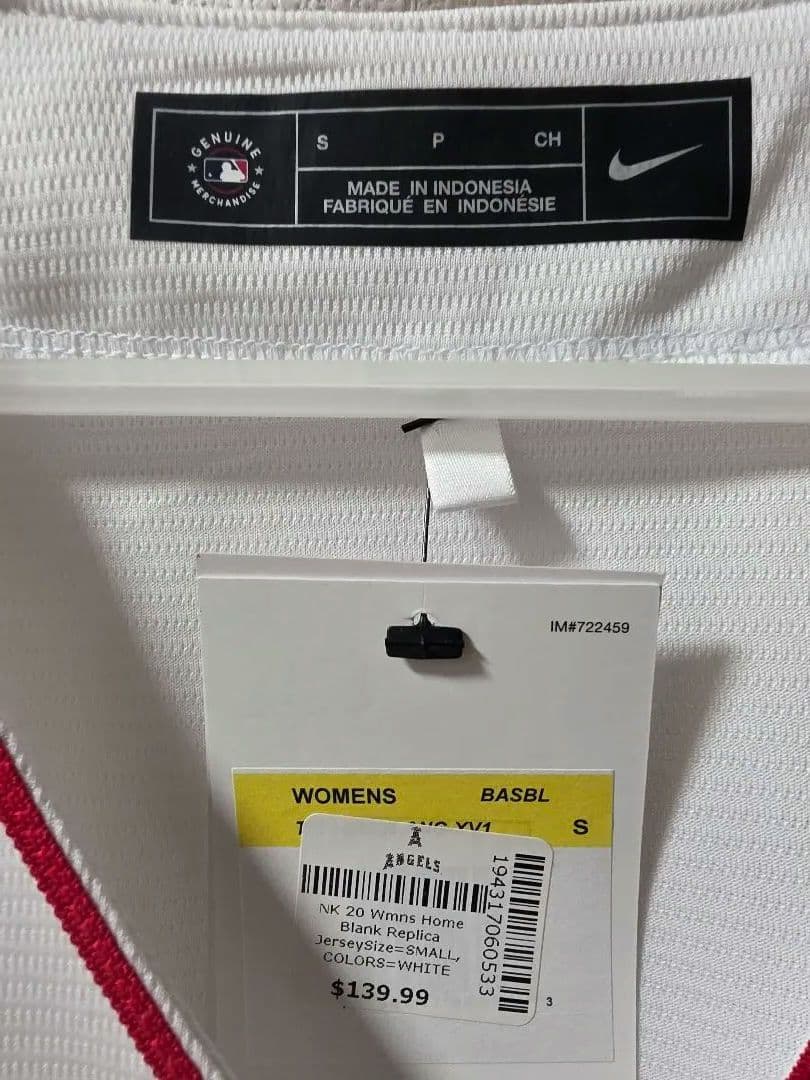 GENUINE
MERCHANDISE
S P CH
MADE IN INDONESIA
FABRIQUÉ EN INDONÉSIE
IM#722459
WOMENS BASBL
XV1 S
A
ANGELS
NK 20 Wmns Home
Blank Replica
JerseySize=SMALL,
COLORS=WHITE
$139.99
194317060533
3